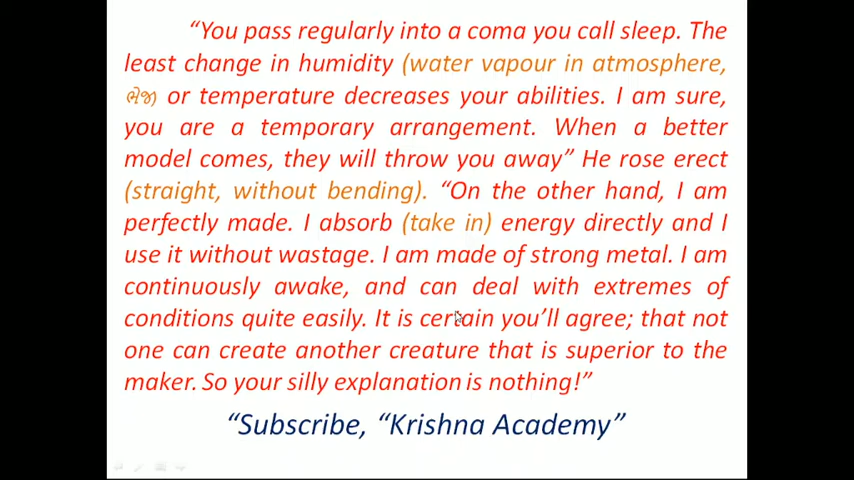 “You pass regularly into a coma you call sleep. The
least change in humidity (water vapour in atmosphere,
ભેજ) or temperature decreases your abilities. I am sure,
you are a temporary arrangement. When a better
model comes, they will throw you away” He rose erect
(straight, without bending). “On the other hand, I am
perfectly made. I absorb (take in) energy directly and I
use it without wastage. I am made of strong metal. I am
continuously awake, and can deal with extremes of
conditions quite easily. It is certain you’ll agree; that not
one can create another creature that is superior to the
maker. So your silly explanation is nothing!”
“Subscribe, “Krishna Academy”